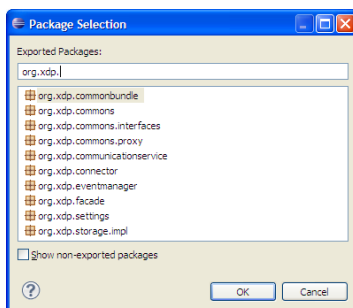 Package Selection
Exported Packages:
org.xdp.
org.xdp.commonbundle
org.xdp.commons
org.xdp.commons.interfaces
org.xdp.commons.proxy
org.xdp.communicationservice
org.xdp.connector
org.xdp.eventmanager
org.xdp.facade
org.xdp.settings
org.xdp.storage.impl
Show non-exported packages
? OK Cancel